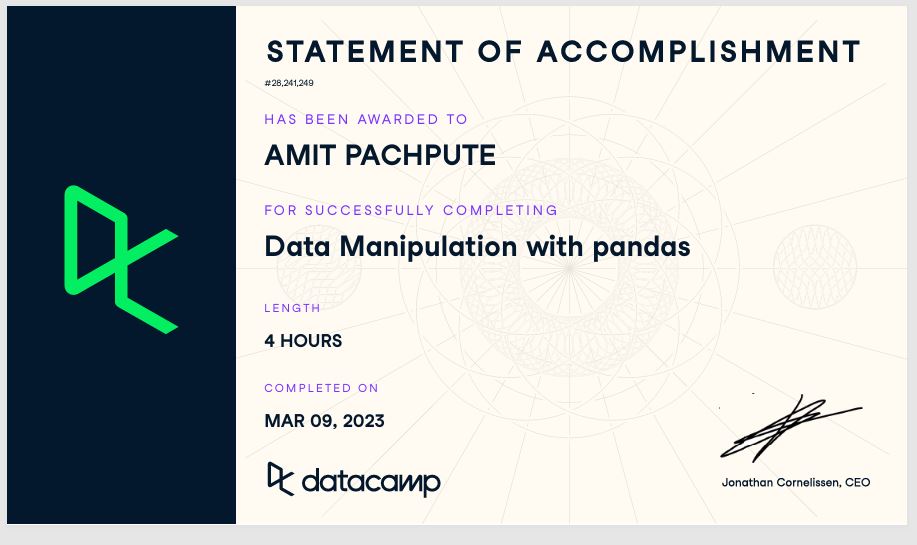 STATEMENT OF ACCOMPLISHMENT
#28,241,249
HAS BEEN AWARDED TO
AMIT PACHPUTE
FOR SUCCESSFULLY COMPLETING
Data Manipulation with pandas
LENGTH
4 HOURS
COMPLETED ON
MAR 09, 2023
datacamp
Jonathan Cornelissen, CEO